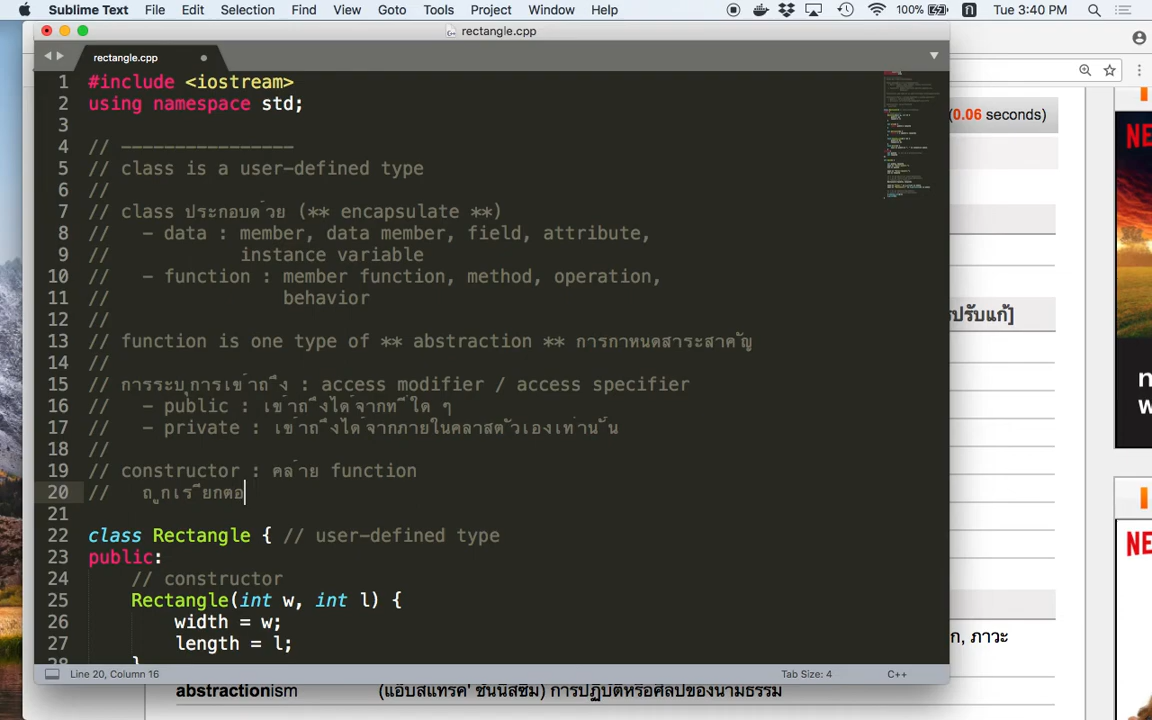 Sublime Text File Edit Selection Find View Goto Tools Project Window Help 100% Tue 3:40 PM
rectangle.cpp
rectangle.cpp
1 #include <iostream>
2 using namespace std;
3
4 // ----------------
5 // class is a user-defined type
6 //
7 // class ประกอบด้วย (** encapsulate **)
8 //   - data : member, data member, field, attribute,
9 //            instance variable
10 //   - function : member function, method, operation,
11 //                behavior
12 //
13 // function is one type of ** abstraction ** การกำหนดสาระสำคัญ
14 //
15 // การระบุการเข้าถึง : access modifier / access specifier
16 //   - public : เข้าถึงได้จากที่ใด ๆ
17 //   - private : เข้าถึงได้จากภายในคลาสตัวเองเท่านั้น
18 //
19 // constructor : คล้าย function
20 //   ถูกเรียกตอ
21
22 class Rectangle { // user-defined type
23 public:
24     // constructor
25     Rectangle(int w, int l) {
26         width = w;
27         length = l;
28     }
Line 20, Column 16 Tab Size: 4 C++
(0.06 seconds)
ปรับแก้]
ก, ภาวะ
abstractionism (แอ็บสแทรค' ชันนิสซึม) การปฏิบัติหรือศิลปของนามธรรม
NE
n
w
NE